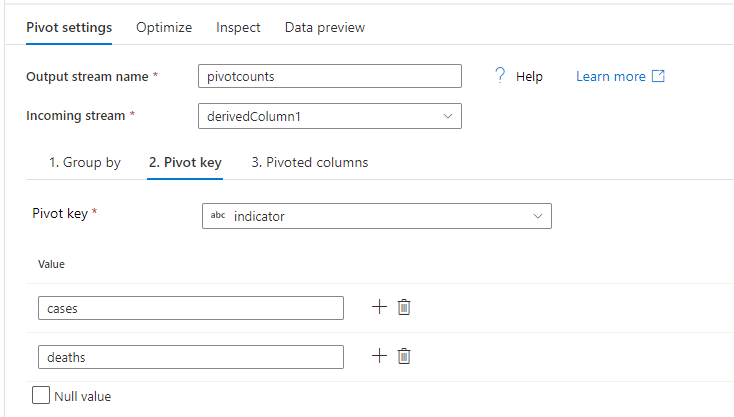 Pivot settings Optimize Inspect Data preview
Output stream name * pivotcounts ? Help Learn more
Incoming stream * derivedColumn1
1. Group by 2. Pivot key 3. Pivoted columns
Pivot key * abc indicator
Value
cases
deaths
Null value